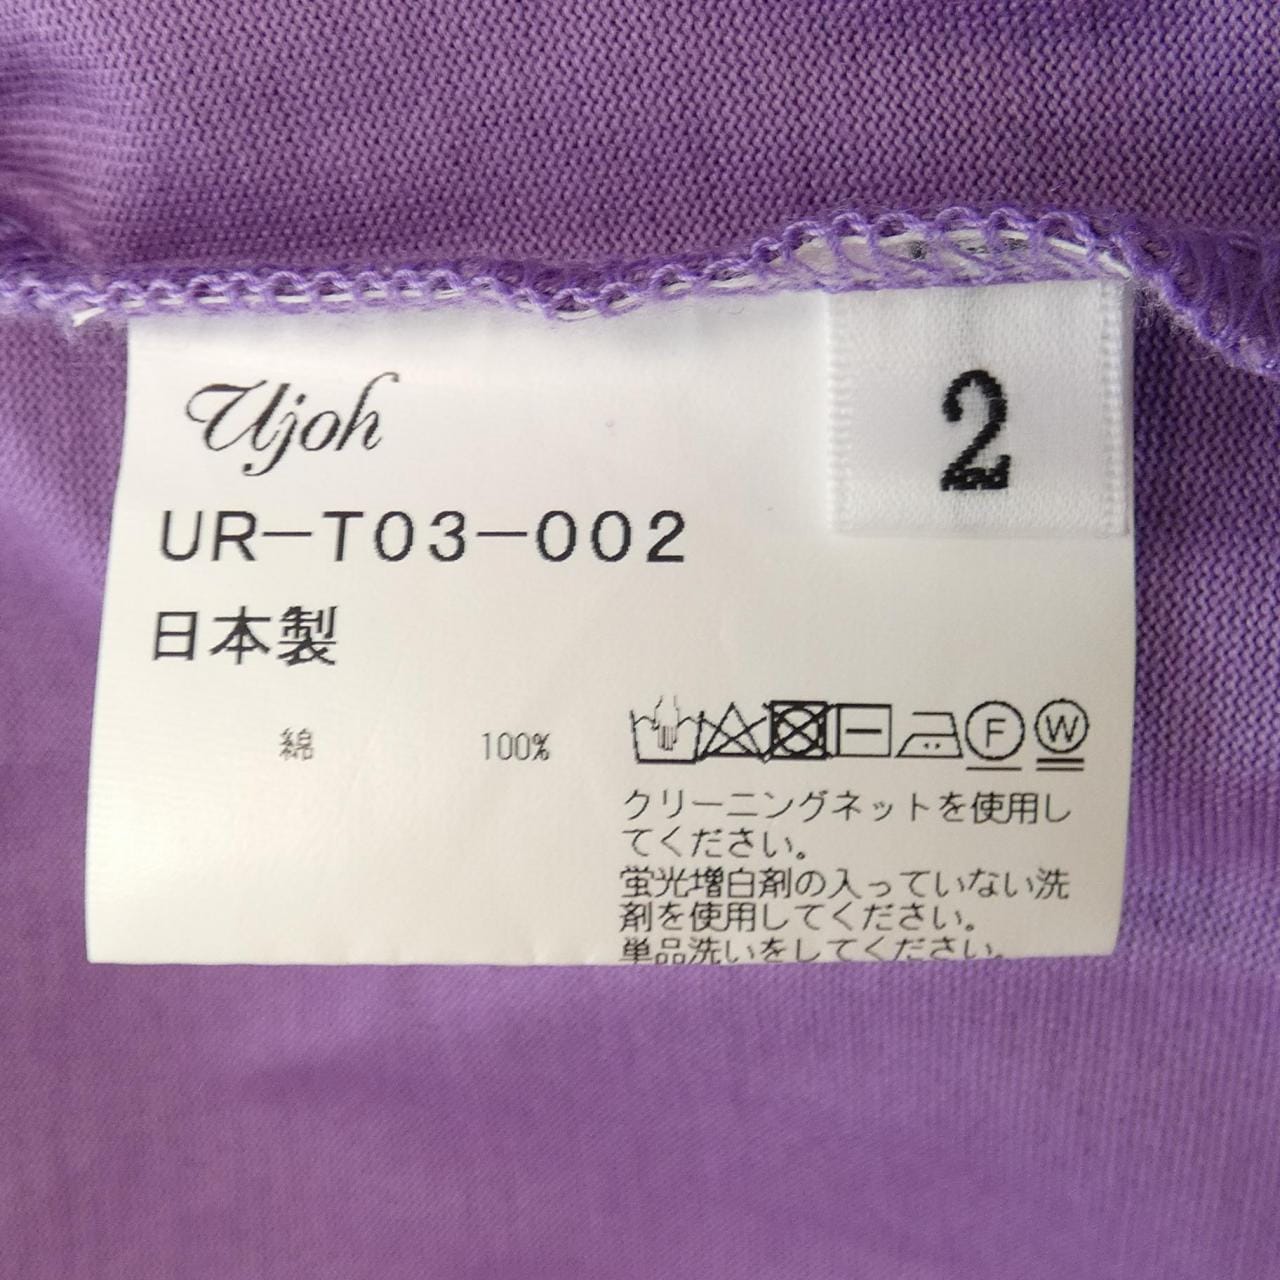 Ujoh
2
UR-T03-002
日本製
綿 100%
F W
クリーニングネットを使用し
てください。
蛍光増白剤の入っていない洗
剤を使用してください。
単品洗いをしてください。